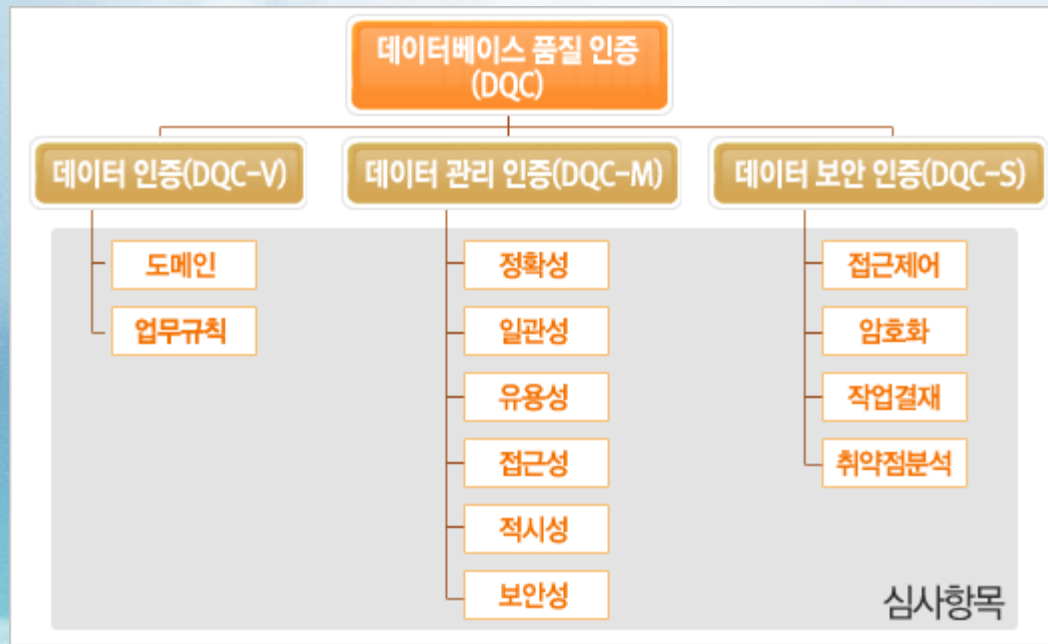 데이터베이스 품질 인증
(DQC)
데이터 인증(DQC-V)
데이터 관리 인증(DQC-M)
데이터 보안 인증(DQC-S)
도메인
업무규칙
정확성
일관성
유용성
접근성
적시성
보안성
접근제어
암호화
작업결재
취약점분석
심사항목